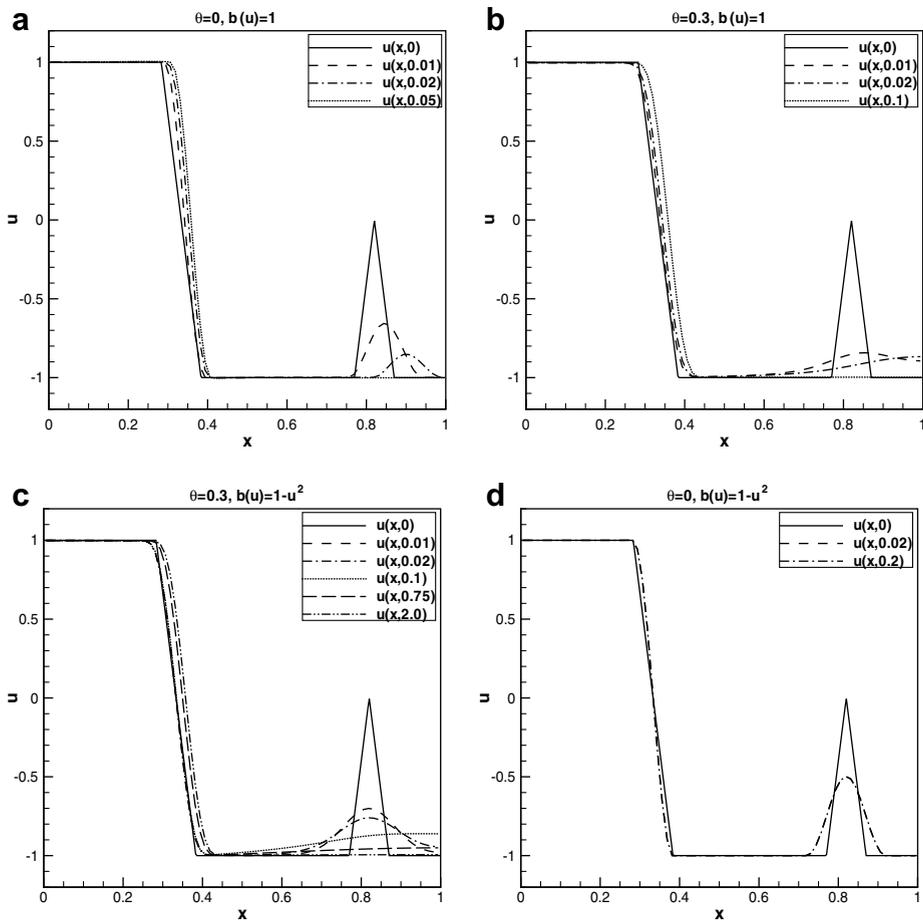 a
θ=0, b(u)=1
u(x,0)
u(x,0.01)
u(x,0.02)
u(x,0.05)
1
0.5
0
-0.5
-1
u
0
0.2
0.4
0.6
0.8
1
x
b
θ=0.3, b(u)=1
u(x,0)
u(x,0.01)
u(x,0.02)
u(x,0.1)
1
0.5
0
-0.5
-1
u
0
0.2
0.4
0.6
0.8
1
x
c
θ=0.3, b(u)=1-u²
u(x,0)
u(x,0.01)
u(x,0.02)
u(x,0.1)
u(x,0.75)
u(x,2.0)
1
0.5
0
-0.5
-1
u
0
0.2
0.4
0.6
0.8
1
x
d
θ=0, b(u)=1-u²
u(x,0)
u(x,0.02)
u(x,0.2)
1
0.5
0
-0.5
-1
u
0
0.2
0.4
0.6
0.8
1
x